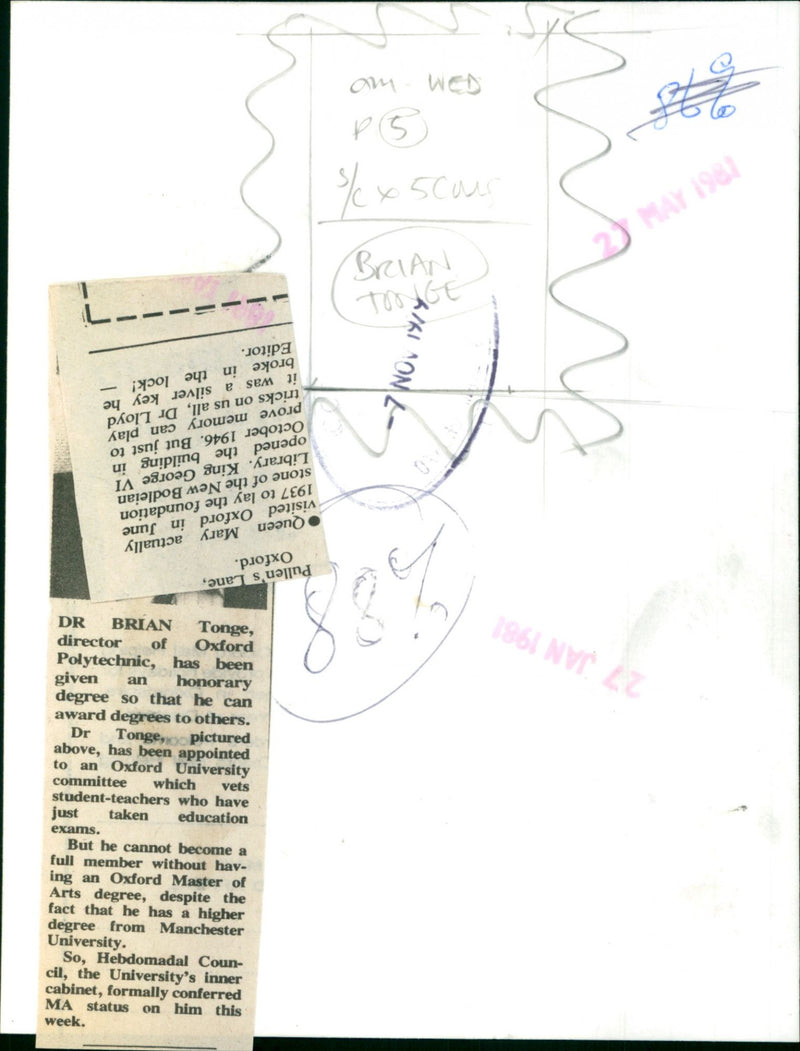 OM. WED
P 5
S/C x 5 CMS
BRIAN
TONGE
27 MAY 1981
-7 NOV 1979
27 JAN 1981
Pullen's Lane,
Oxford.
● Queen Mary actually
visited Oxford in June
1937 to lay the foundation
stone of the New Bodleian
Library. King George VI
opened the building in
October 1946. But just to
prove memory can play
tricks on us all, Dr Lloyd
it was a silver key he
broke in the lock! —
Editor.
DR BRIAN Tonge,
director of Oxford
Polytechnic, has been
given an honorary
degree so that he can
award degrees to others.
Dr Tonge, pictured
above, has been appointed
to an Oxford University
committee which vets
student-teachers who have
just taken education
exams.
But he cannot become a
full member without hav-
ing an Oxford Master of
Arts degree, despite the
fact that he has a higher
degree from Manchester
University.
So, Hebdomadal Coun-
cil, the University's inner
cabinet, formally conferred
MA status on him this
week.